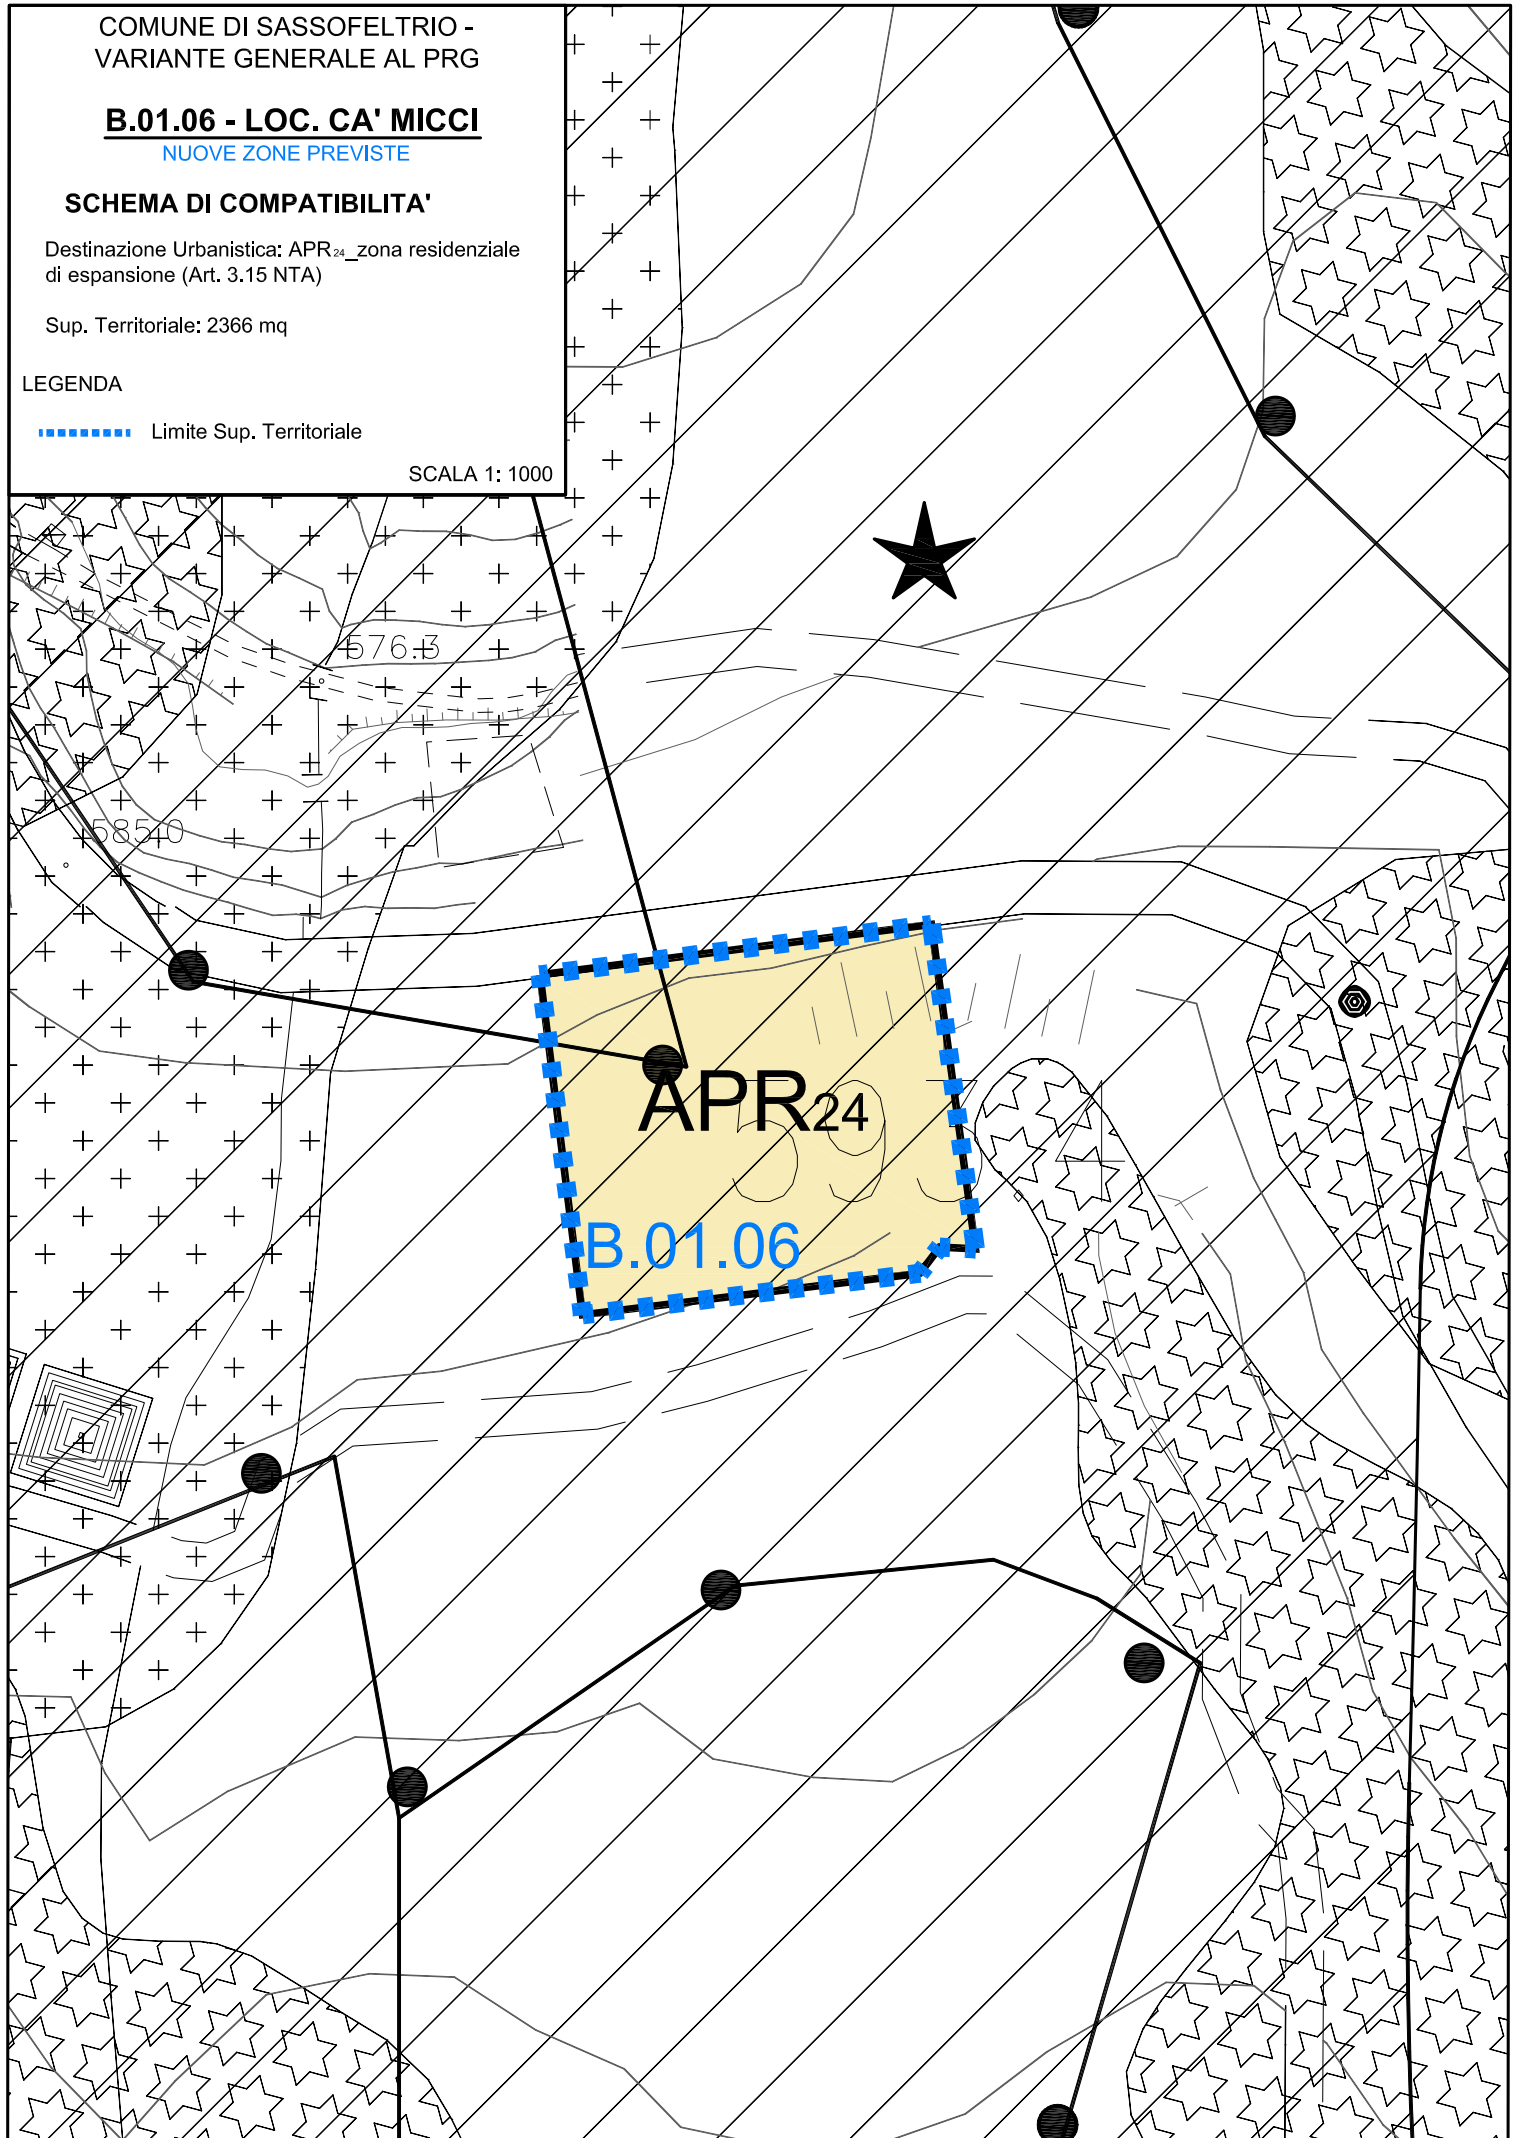 COMUNE DI SASSOFELTRIO -
VARIANTE GENERALE AL PRG
B.01.06 - LOC. CA' MICCI
NUOVE ZONE PREVISTE
SCHEMA DI COMPATIBILITA'
Destinazione Urbanistica: APR24_zona residenziale
di espansione (Art. 3.15 NTA)
Sup. Territoriale: 2366 mq
LEGENDA
Limite Sup. Territoriale
SCALA 1: 1000
576.3
585.0
APR24
B.01.06